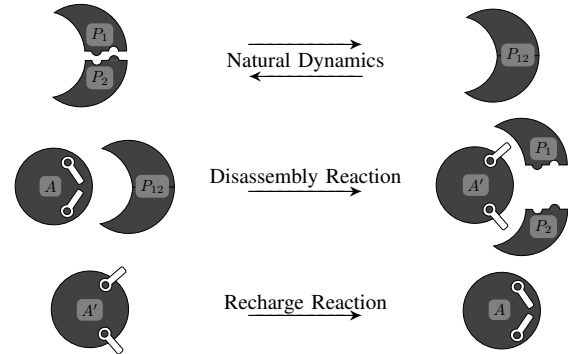 P₁
P₂
Natural Dynamics
P₁₂
A
P₁₂
Disassembly Reaction
A′
P₁
P₂
A′
Recharge Reaction
A